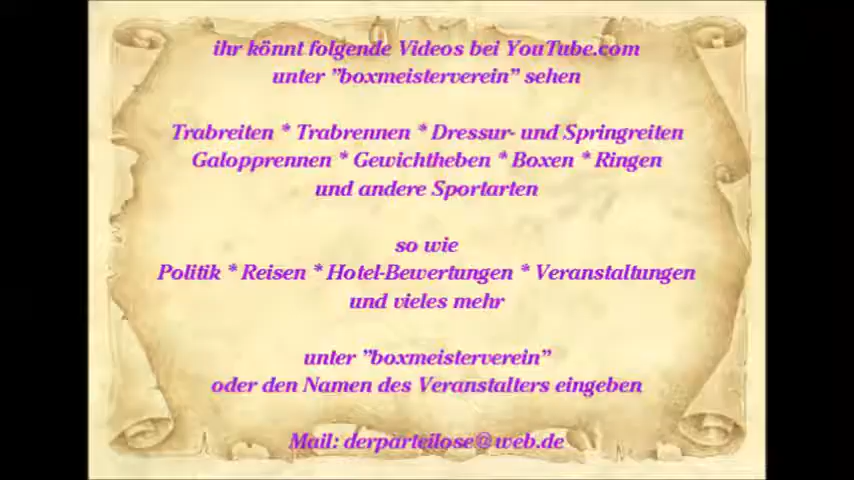 ihr könnt folgende Videos bei YouTube.com
unter "boxmeisterverein" sehen
Trabreiten * Trabrennen * Dressur- und Springreiten
Galopprennen * Gewichtheben * Boxen * Ringen
und andere Sportarten
so wie
Politik * Reisen * Hotel-Bewertungen * Veranstaltungen
und vieles mehr
unter "boxmeisterverein"
oder den Namen des Veranstalters eingeben
Mail: derparteilose@web.de